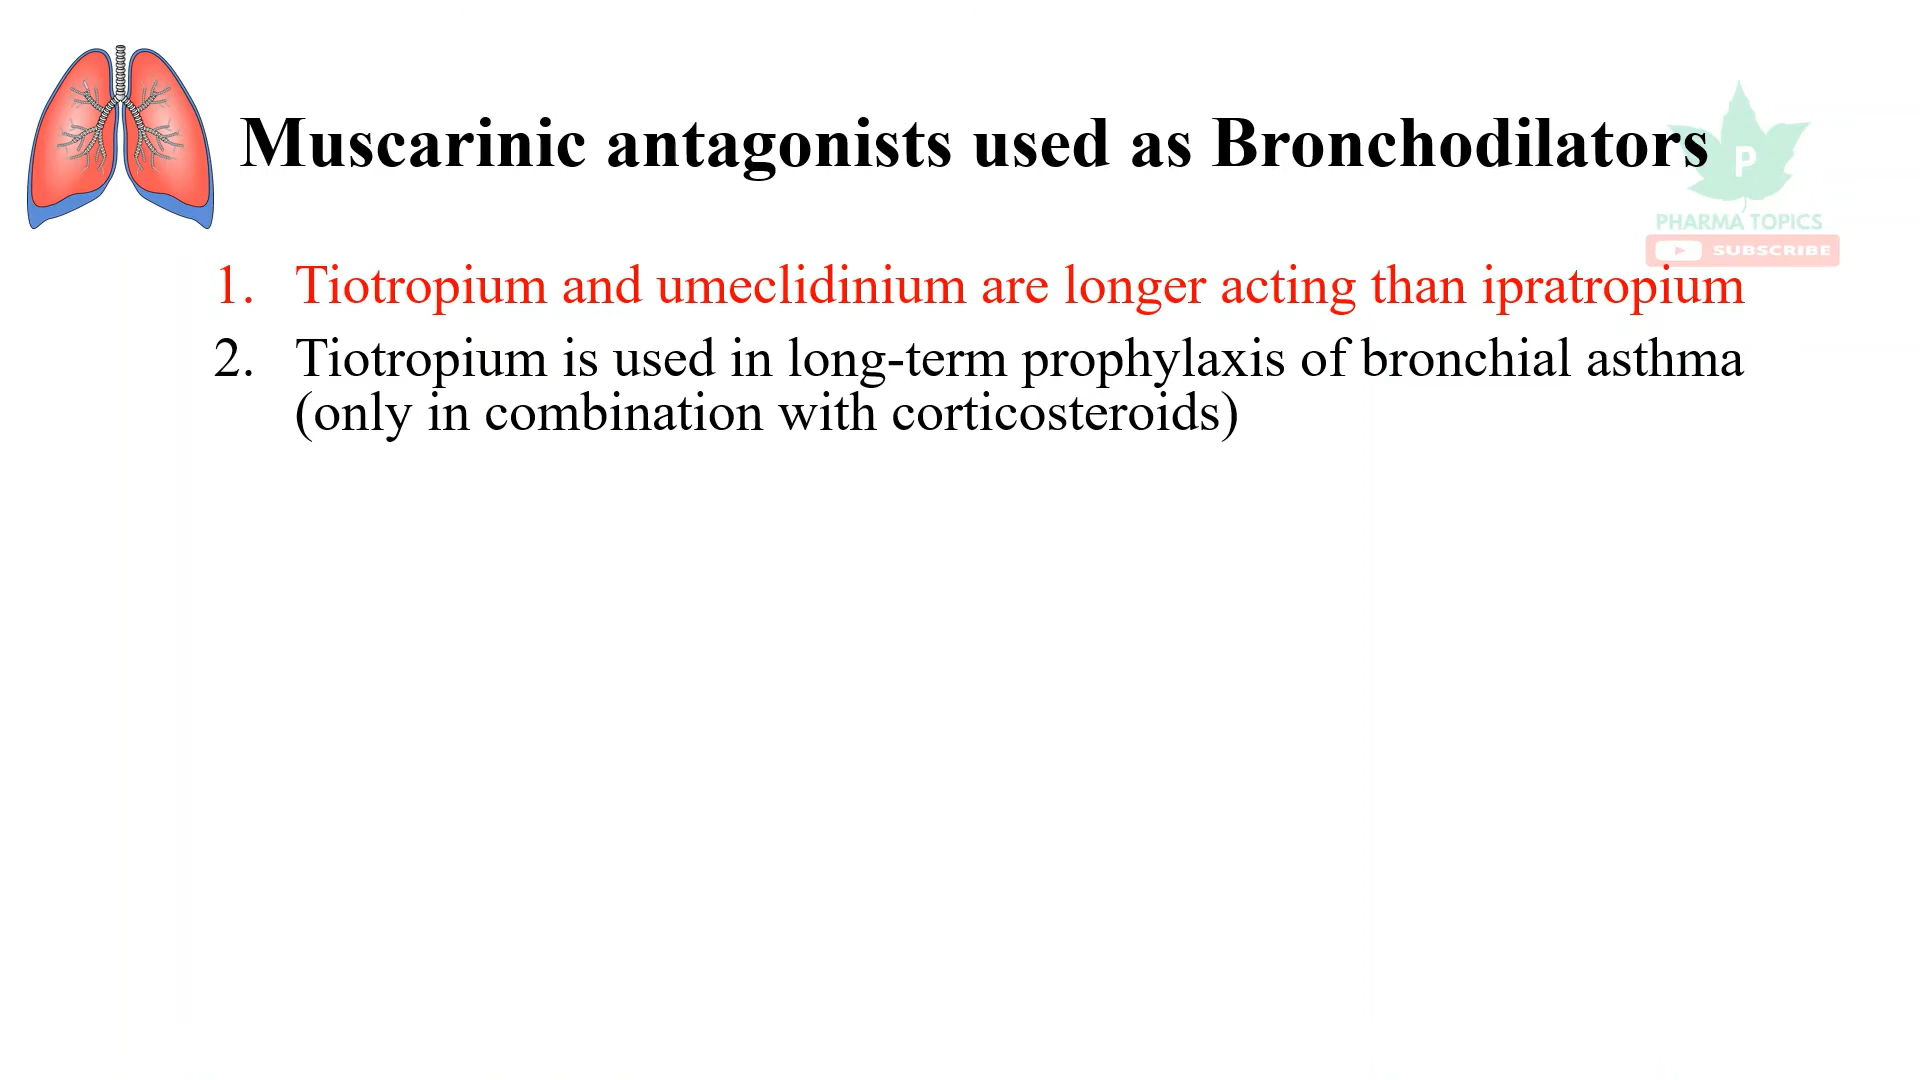 Muscarinic antagonists used as Bronchodilators
P
PHARMA TOPICS
SUBSCRIBE
1. Tiotropium and umeclidinium are longer acting than ipratropium
2. Tiotropium is used in long-term prophylaxis of bronchial asthma
(only in combination with corticosteroids)